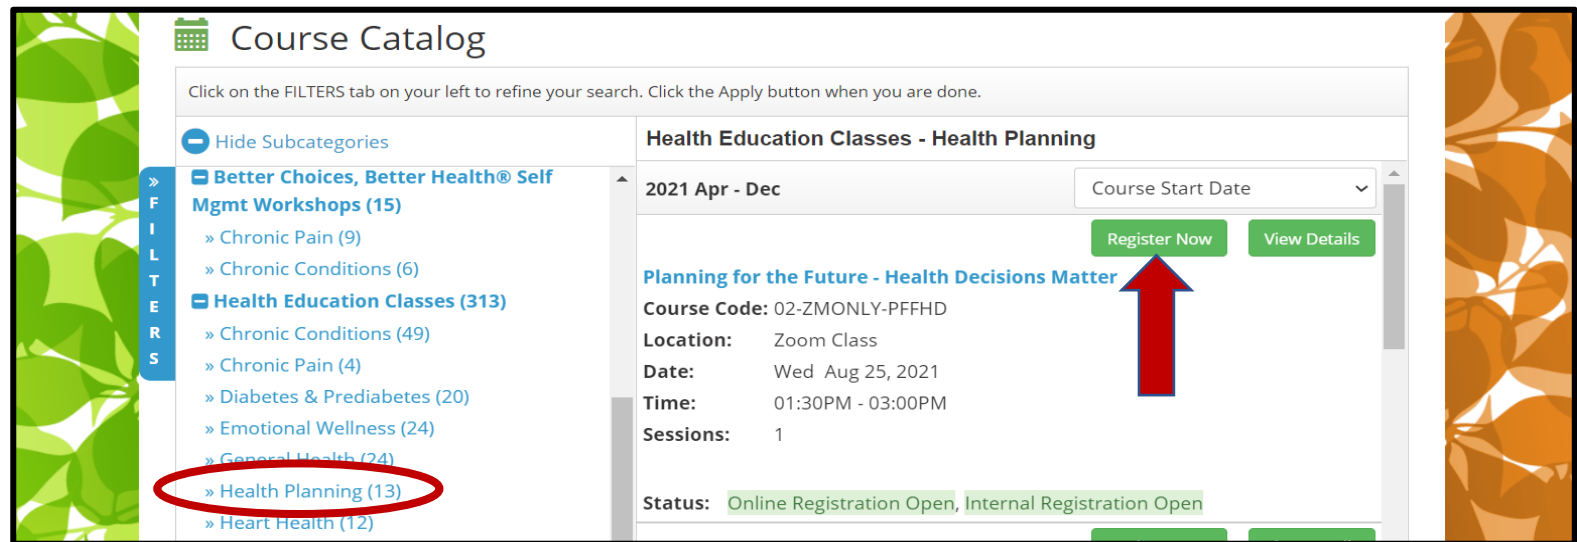 Course Catalog
Click on the FILTERS tab on your left to refine your search. Click the Apply button when you are done.
Hide Subcategories
» FILTERS
Better Choices, Better Health® Self
Mgmt Workshops (15)
» Chronic Pain (9)
» Chronic Conditions (6)
Health Education Classes (313)
» Chronic Conditions (49)
» Chronic Pain (4)
» Diabetes & Prediabetes (20)
» Emotional Wellness (24)
» General Health (24)
» Health Planning (13)
» Heart Health (12)
Health Education Classes - Health Planning
2021 Apr - Dec
Course Start Date
Register Now
View Details
Planning for the Future - Health Decisions Matter
Course Code: 02-ZMONLY-PFFHD
Location: Zoom Class
Date: Wed Aug 25, 2021
Time: 01:30PM - 03:00PM
Sessions: 1
Status: Online Registration Open, Internal Registration Open